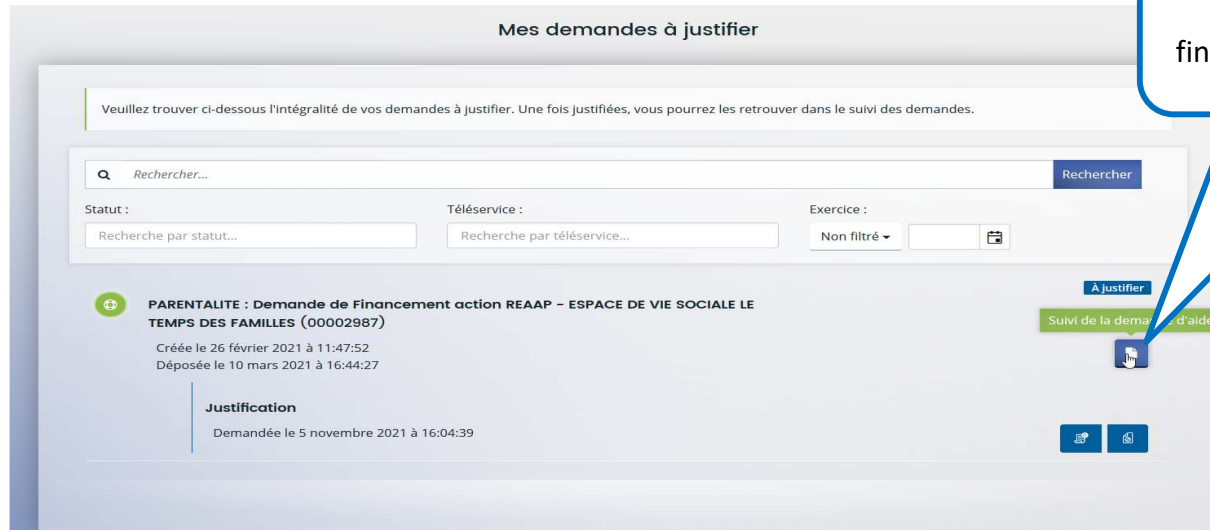 Mes demandes à justifier
fin
Veuillez trouver ci-dessous l'intégralité de vos demandes à justifier. Une fois justifiées, vous pourrez les retrouver dans le suivi des demandes.
Rechercher...
Rechercher
Statut :
Téléservice :
Exercice :
Recherche par statut...
Recherche par téléservice...
Non filtré
À justifier
PARENTALITE : Demande de Financement action REAAP - ESPACE DE VIE SOCIALE LE
TEMPS DES FAMILLES (00002987)
Suivi de la demande d'aide
Créée le 26 février 2021 à 11:47:52
Déposée le 10 mars 2021 à 16:44:27
Justification
Demandée le 5 novembre 2021 à 16:04:39